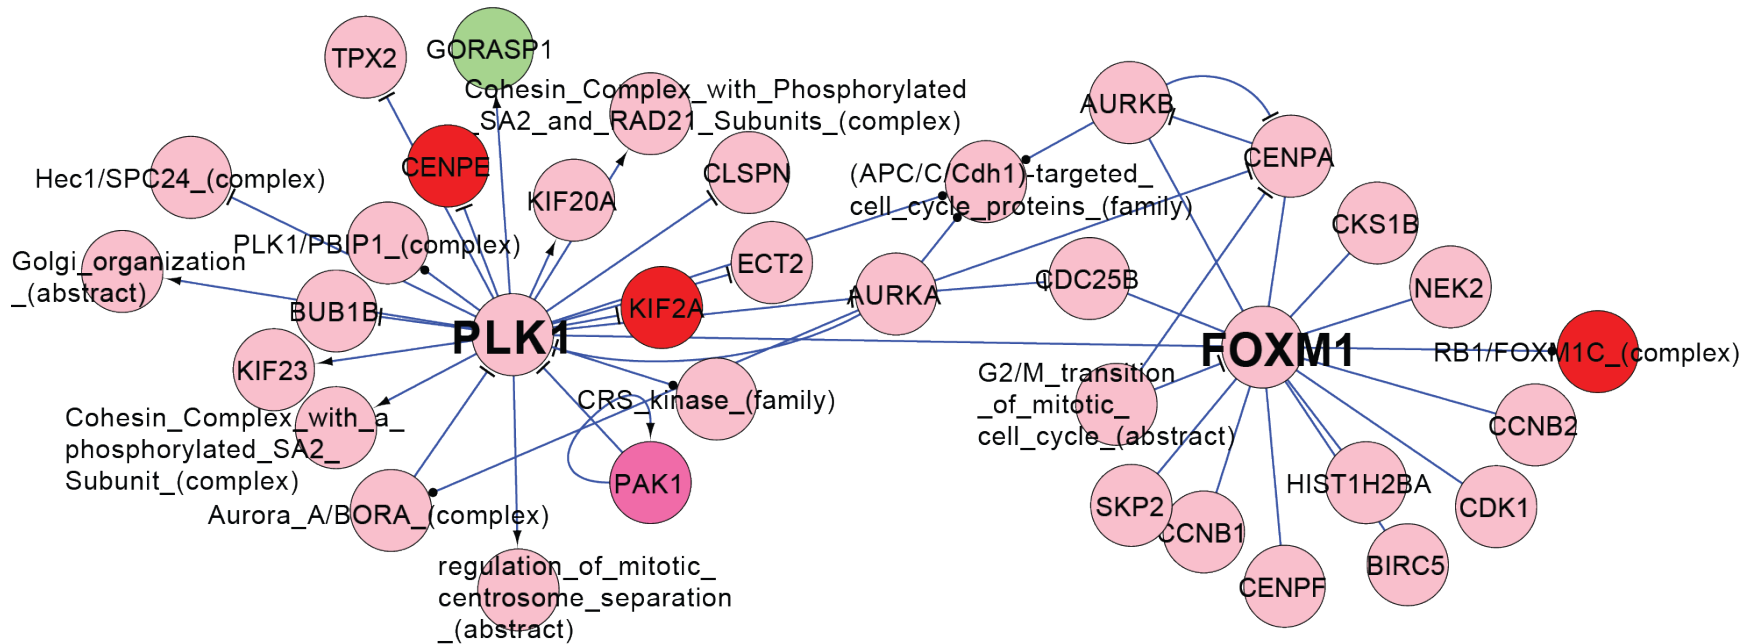 TPX2
GORASP1
Cohesin_Complex_with_Phosphorylated
_SA2_and_RAD21_Subunits_(complex)
AURKB
CENPE
CENPA
Hec1/SPC24_(complex)
CLSPN
(APC/C/Cdh1)-targeted_
cell_cycle_proteins_(family)
KIF20A
CKS1B
PLK1/PBIP1_(complex)
Golgi_organization
_(abstract)
ECT2
CDC25B
NEK2
BUB1B
KIF2A
AURKA
PLK1
FOXM1
RB1/FOXM1C_(complex)
KIF23
G2/M_transition
_of_mitotic_
cell_cycle_(abstract)
CRS_kinase_(family)
Cohesin_Complex_with_a_
phosphorylated_SA2_
Subunit_(complex)
CCNB2
PAK1
HIST1H2BA
SKP2
CDK1
Aurora_A/BORA_(complex)
CCNB1
BIRC5
regulation_of_mitotic_
centrosome_separation
_(abstract)
CENPF